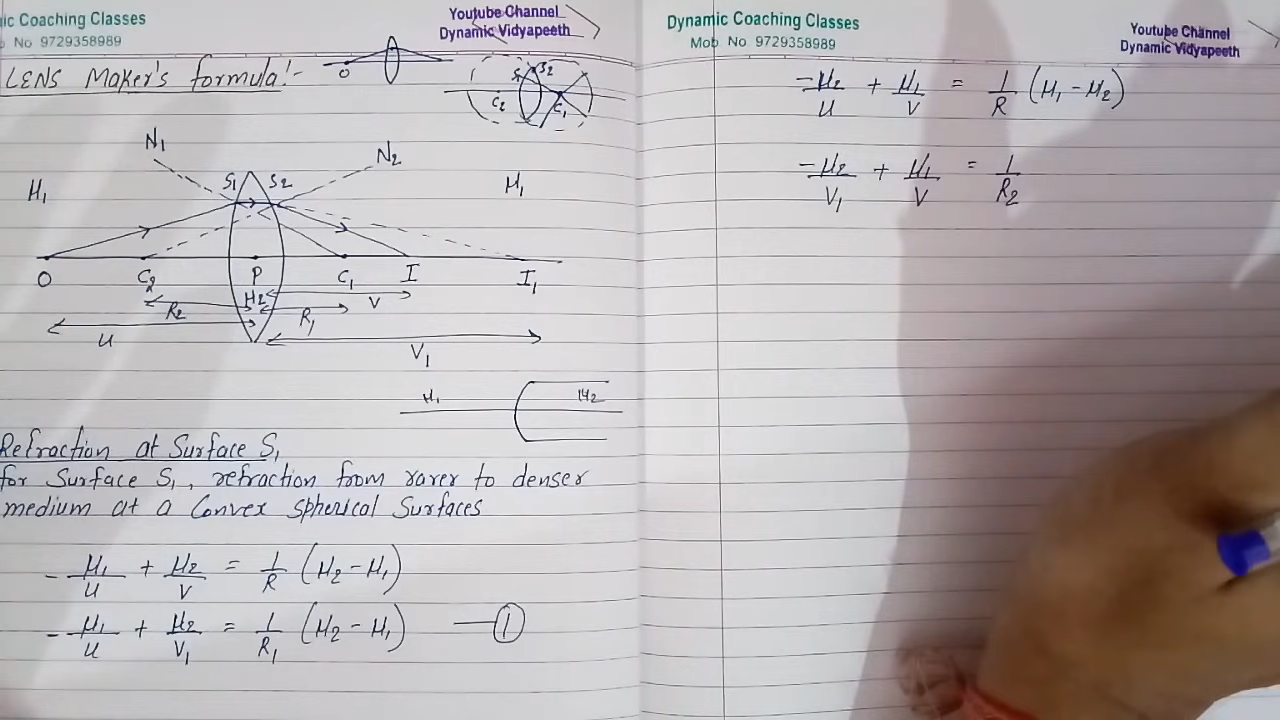 ic Coaching Classes
No 9729358989
Youtube Channel
Dynamic Vidyapeeth
LENS Maker's formula:-
O
S1 S2
C2
C1
N1
N2
μ1
S1 S2
μ1
O C2 P C1 I I1
μ2
V
R2
R1
u
V1
μ1 μ2
Refraction at Surface S1
for Surface S1, refraction from rarer to denser
medium at a Convex spherical Surfaces
- μ1/u + μ2/v = 1/R (μ2 - μ1)
- μ1/u + μ2/V1 = 1/R1 (μ2 - μ1) —①
Dynamic Coaching Classes
Mob No 9729358989
Youtube Channel
Dynamic Vidyapeeth
-μ2/u + μ1/v = 1/R (μ1 - μ2)
-μ2/V1 + μ1/V = 1/R2